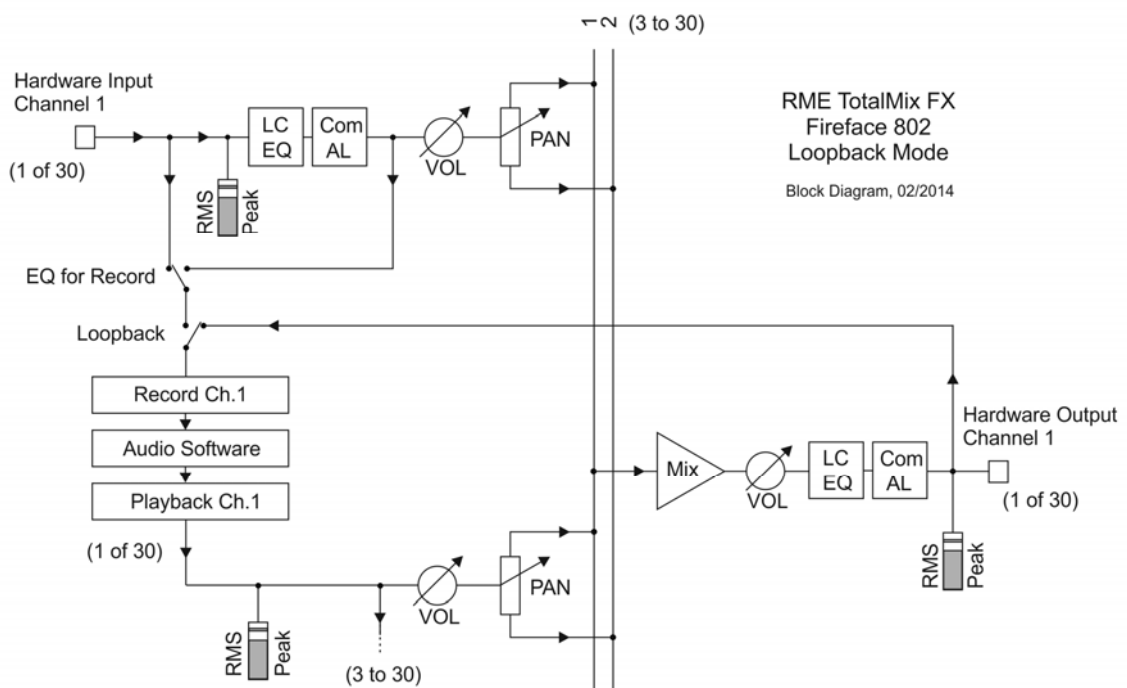 1
2
(3 to 30)
Hardware Input
Channel 1
(1 of 30)
LC
EQ
Com
AL
VOL
PAN
RMS
Peak
RME TotalMix FX
Fireface 802
Loopback Mode
Block Diagram, 02/2014
EQ for Record
Loopback
Record Ch.1
Audio Software
Playback Ch.1
(1 of 30)
Mix
VOL
LC
EQ
Com
AL
Hardware Output
Channel 1
(1 of 30)
RMS
Peak
VOL
PAN
RMS
Peak
(3 to 30)